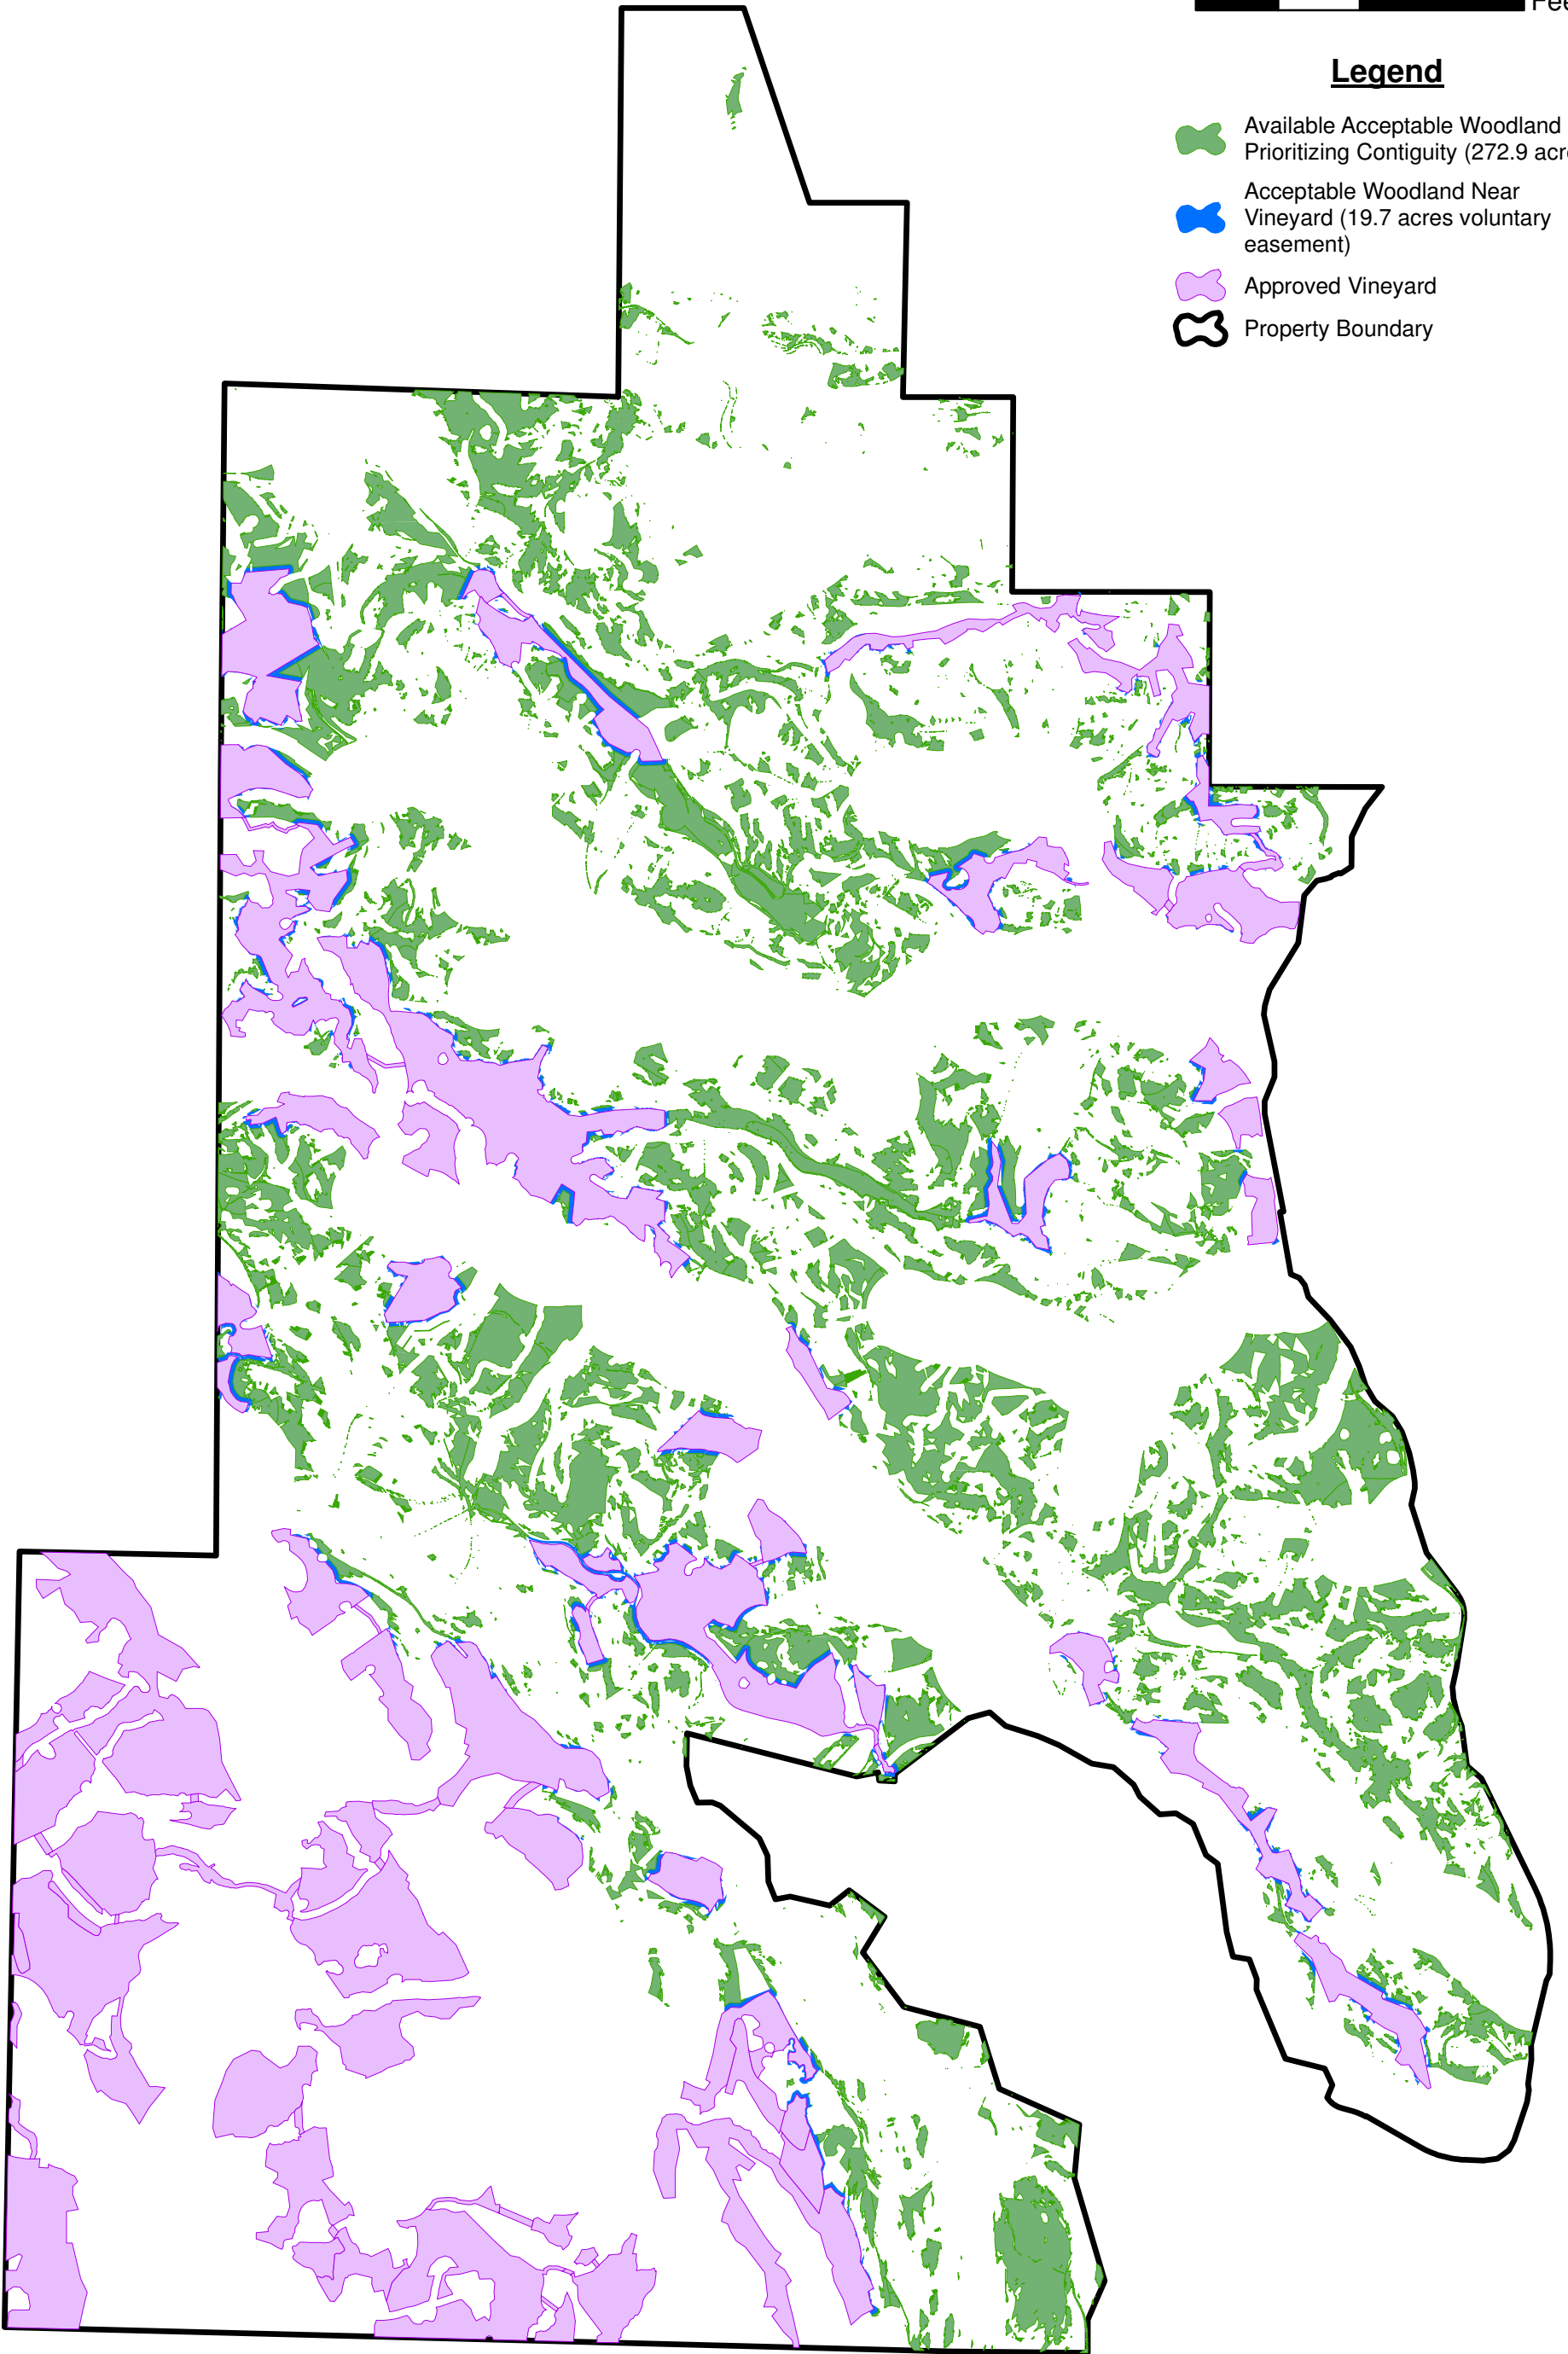 Legend
Available Acceptable Woodland
Prioritizing Contiguity (272.9
Acceptable Woodland Near
Vineyard (19.7 acres voluntary
easement)
Approved Vineyard
Property Boundary